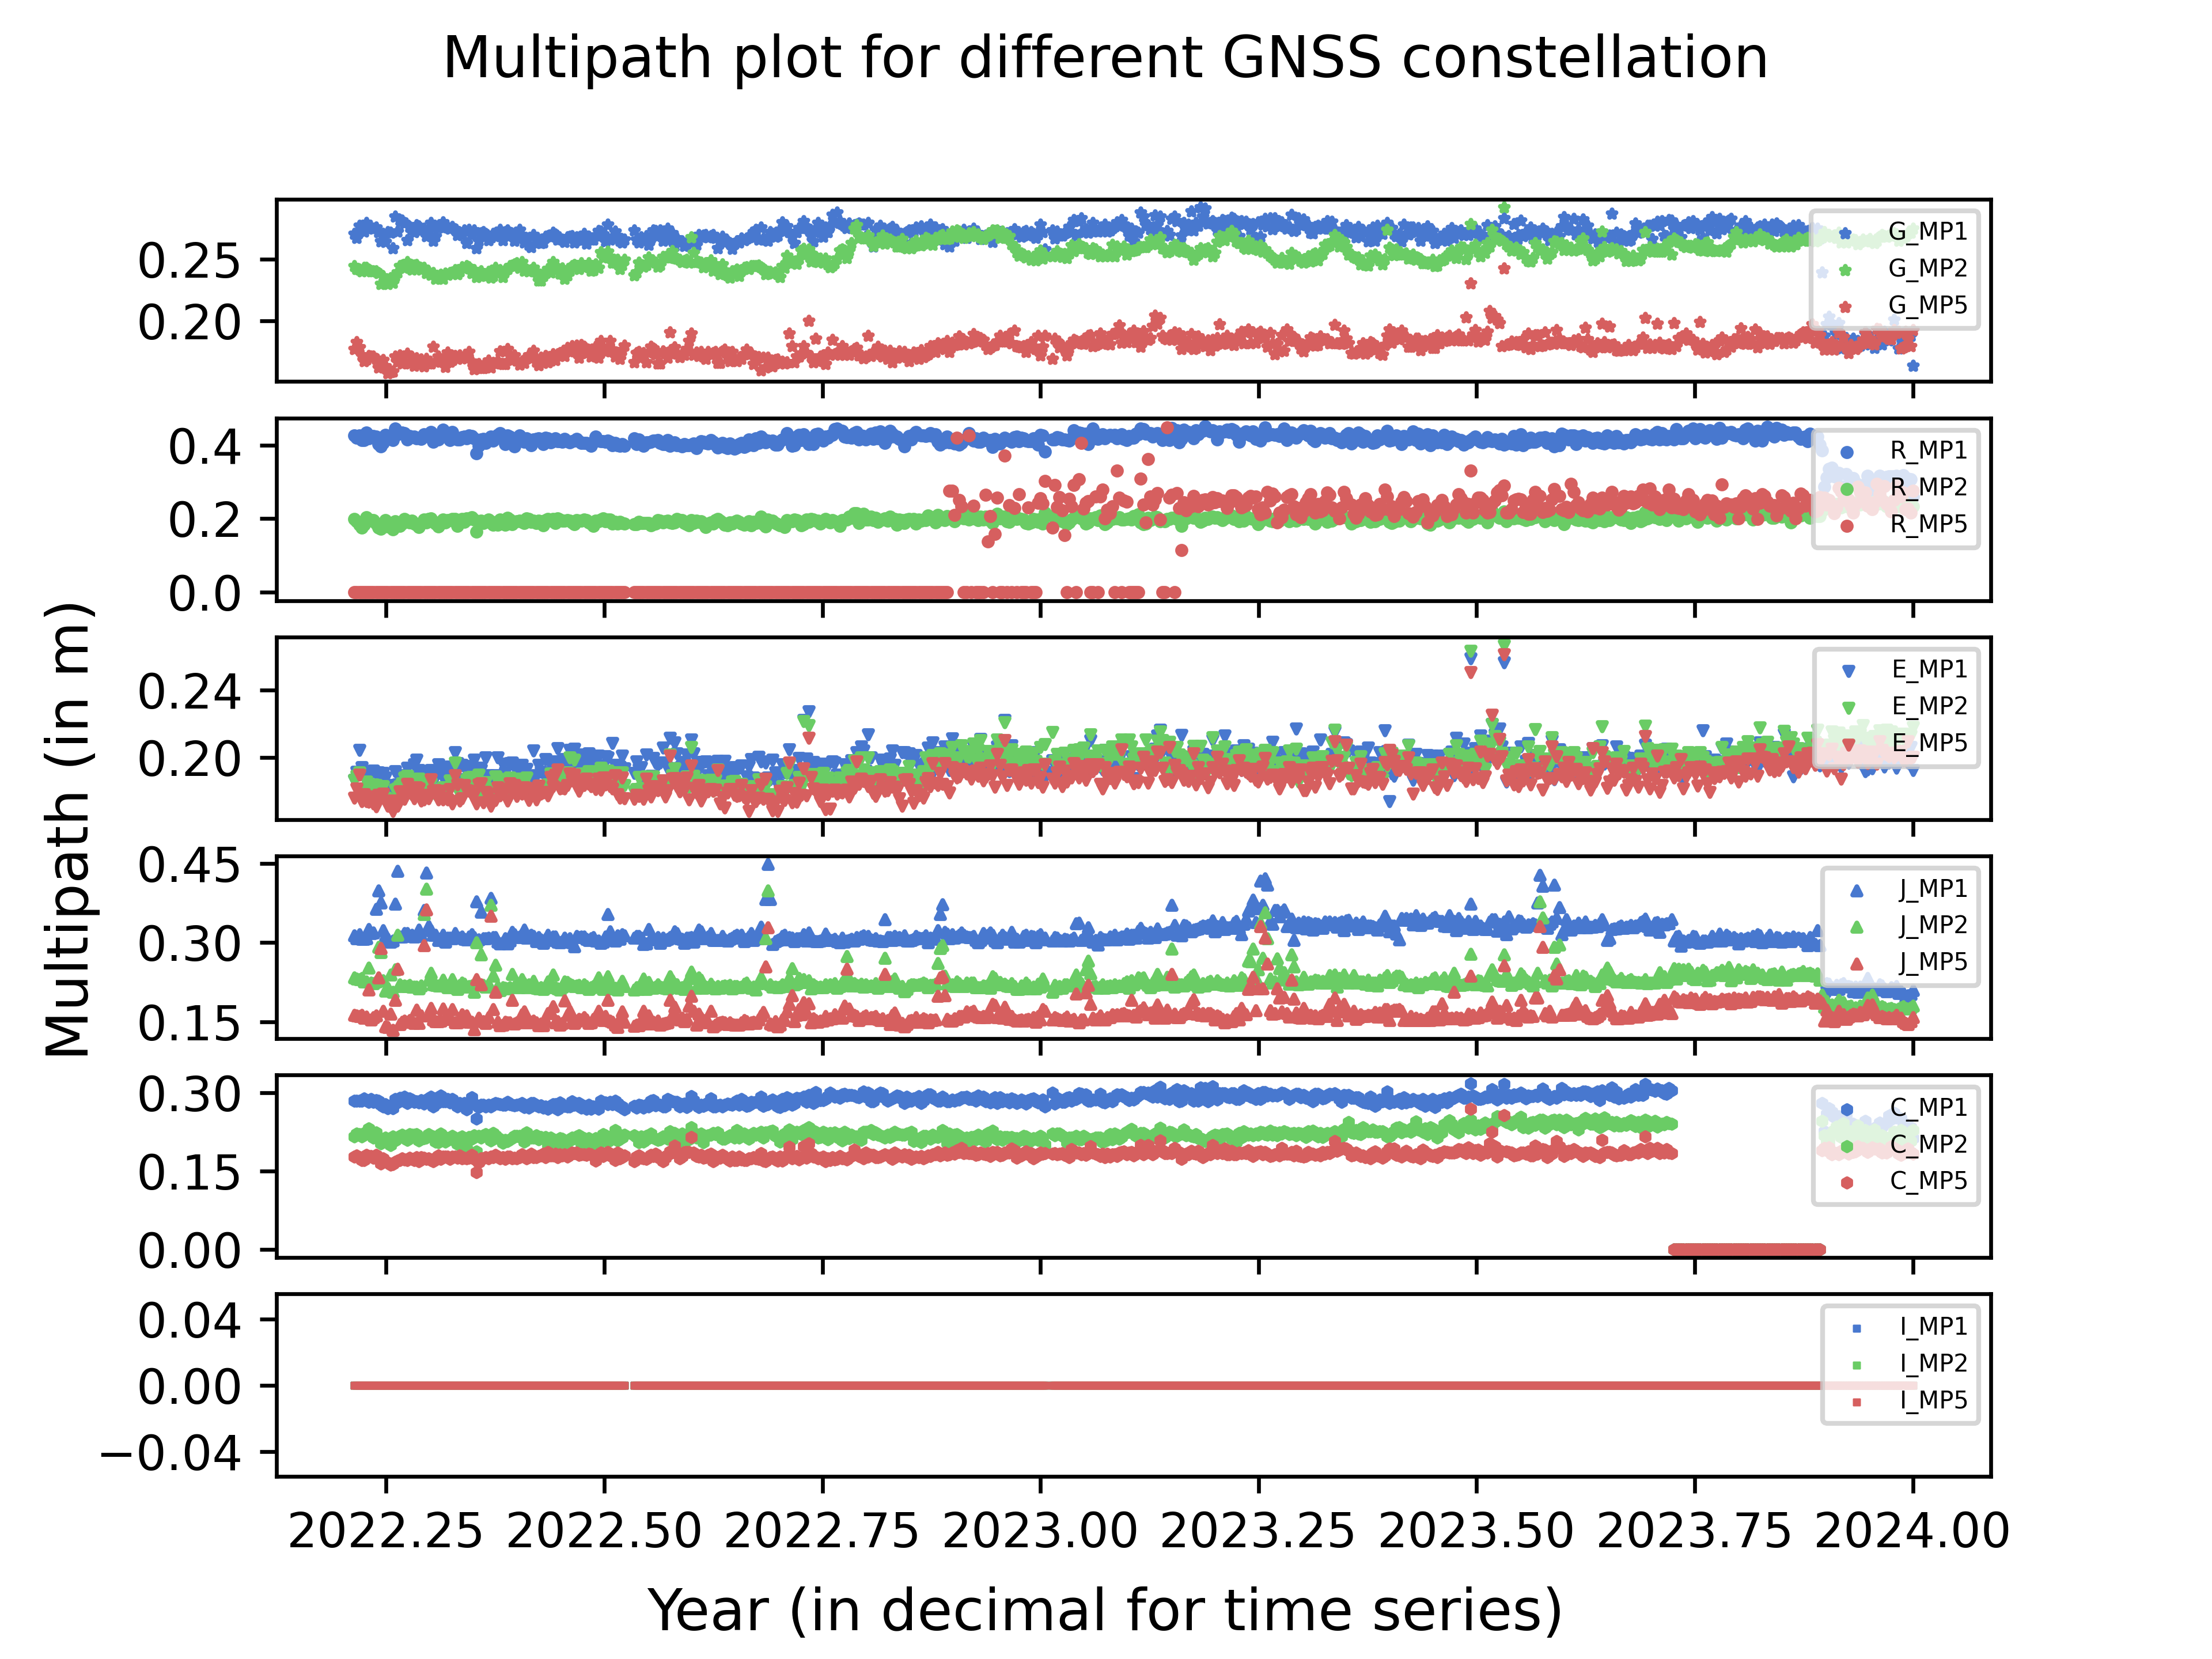 Multipath plot for different GNSS constellation
Multipath (in m)
0.25
0.20
G_MP1
G_MP2
G_MP5
0.4
0.2
0.0
R_MP1
R_MP2
R_MP5
0.24
0.20
E_MP1
E_MP2
E_MP5
0.45
0.30
0.15
J_MP1
J_MP2
J_MP5
0.30
0.15
0.00
C_MP1
C_MP2
C_MP5
0.04
0.00
−0.04
I_MP1
I_MP2
I_MP5
2022.25 2022.50 2022.75 2023.00 2023.25 2023.50 2023.75 2024.00
Year (in decimal for time series)